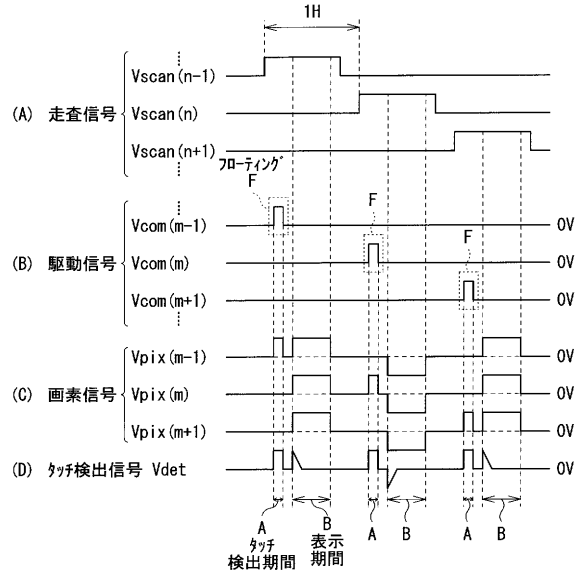 1H
Vscan(n-1)
(A) 走査信号
Vscan(n)
Vscan(n+1)
フローティング
F
Vcom(m-1)
0V
F
(B) 駆動信号
Vcom(m)
0V
F
Vcom(m+1)
0V
Vpix(m-1)
0V
(C) 画素信号
Vpix(m)
0V
Vpix(m+1)
0V
(D) タッチ検出信号 Vdet
0V
A
タッチ
検出期間
B
表示
期間
A
B
A
B